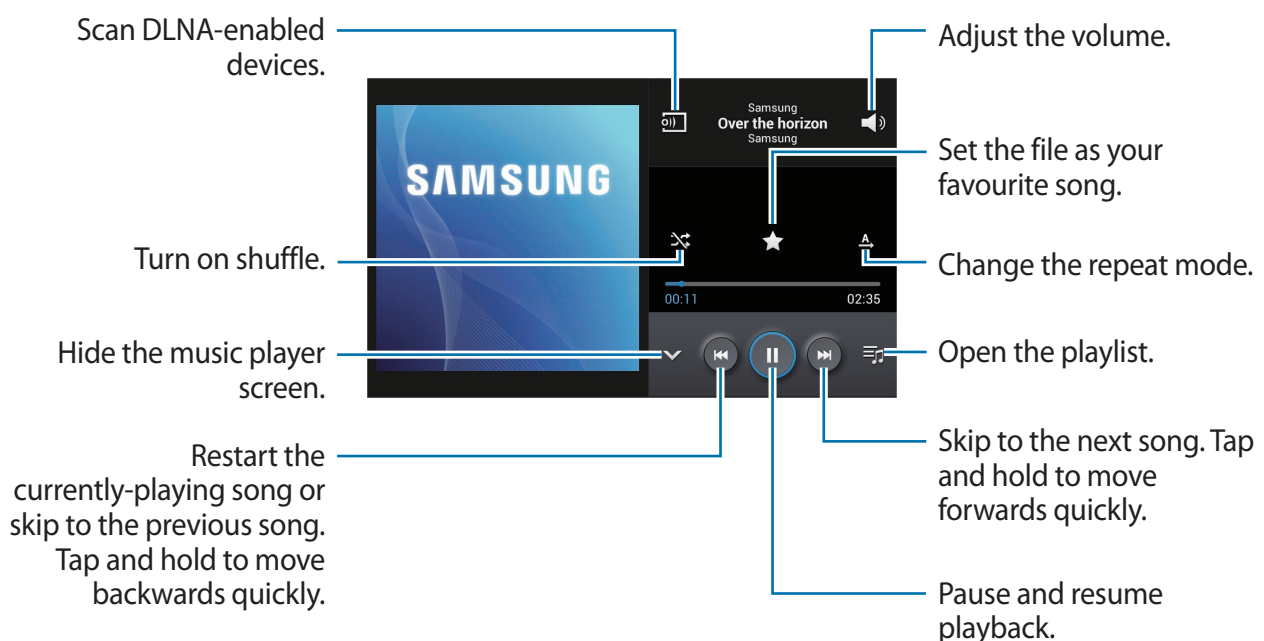 Scan DLNA-enabled
devices.
Adjust the volume.
Samsung
Over the horizon
Samsung
SAMSUNG
Set the file as your
favourite song.
Turn on shuffle.
A
Change the repeat mode.
00:11
02:35
Hide the music player
screen.
Open the playlist.
Restart the
currently-playing song or
skip to the previous song.
Tap and hold to move
backwards quickly.
Skip to the next song. Tap
and hold to move
forwards quickly.
Pause and resume
playback.